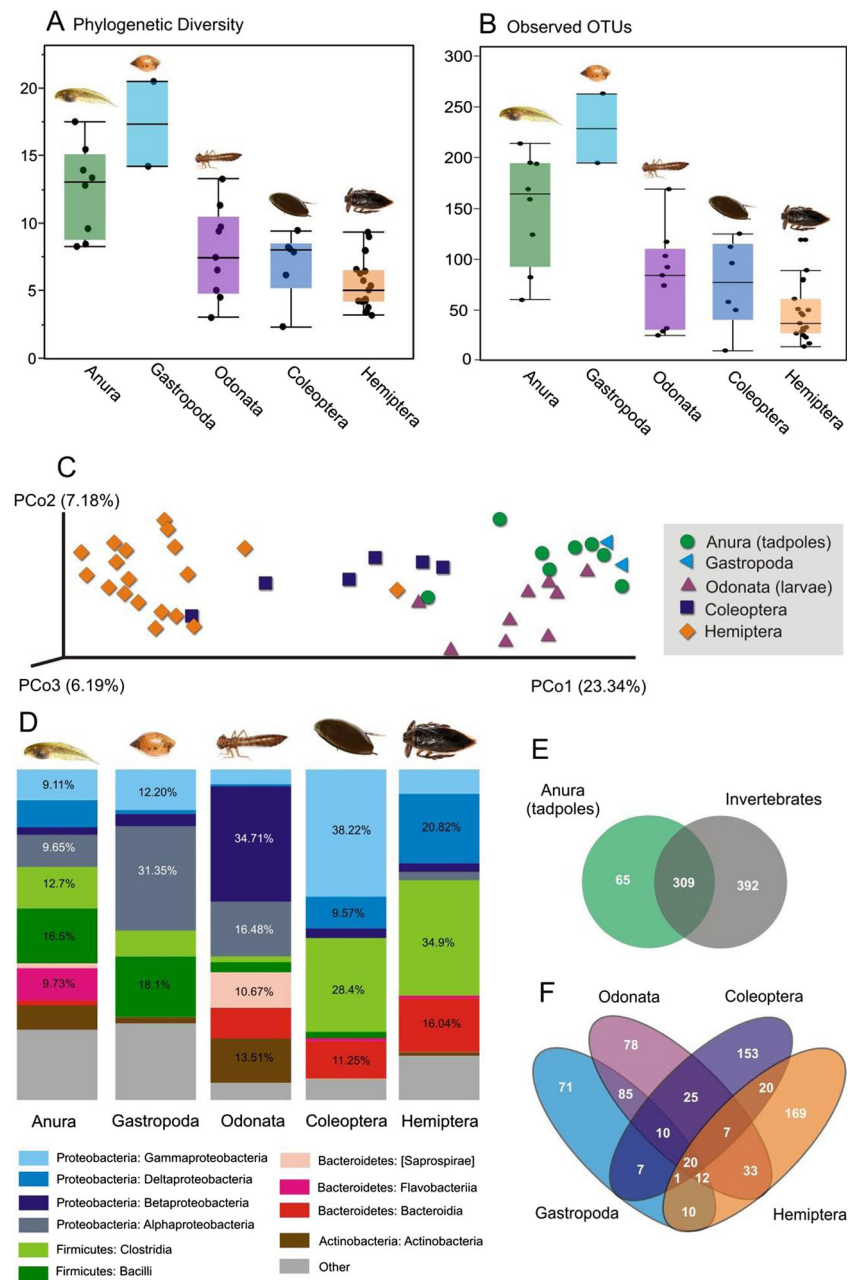 A Phylogenetic Diversity
20
15
10
5
0
Anura
Gastropoda
Odonata
Coleoptera
Hemiptera
B Observed OTUs
300
250
200
150
100
50
0
Anura
Gastropoda
Odonata
Coleoptera
Hemiptera
C
PCo2 (7.18%)
PCo3 (6.19%)
PCo1 (23.34%)
Anura (tadpoles)
Gastropoda
Odonata (larvae)
Coleoptera
Hemiptera
D
9.11%
9.65%
12.7%
16.5%
9.73%
Anura
12.20%
31.35%
18.1%
Gastropoda
34.71%
16.48%
10.67%
13.51%
Odonata
38.22%
9.57%
28.4%
11.25%
Coleoptera
20.82%
34.9%
16.04%
Hemiptera
Proteobacteria: Gammaproteobacteria
Proteobacteria: Deltaproteobacteria
Proteobacteria: Betaproteobacteria
Proteobacteria: Alphaproteobacteria
Firmicutes: Clostridia
Firmicutes: Bacilli
Bacteroidetes: [Saprospirae]
Bacteroidetes: Flavobacteriia
Bacteroidetes: Bacteroidia
Actinobacteria: Actinobacteria
Other
E
Anura
(tadpoles)
Invertebrates
65
309
392
F
Odonata
Coleoptera
78
153
71
85
25
20
169
10
7
7
20
33
1
12
10
Gastropoda
Hemiptera